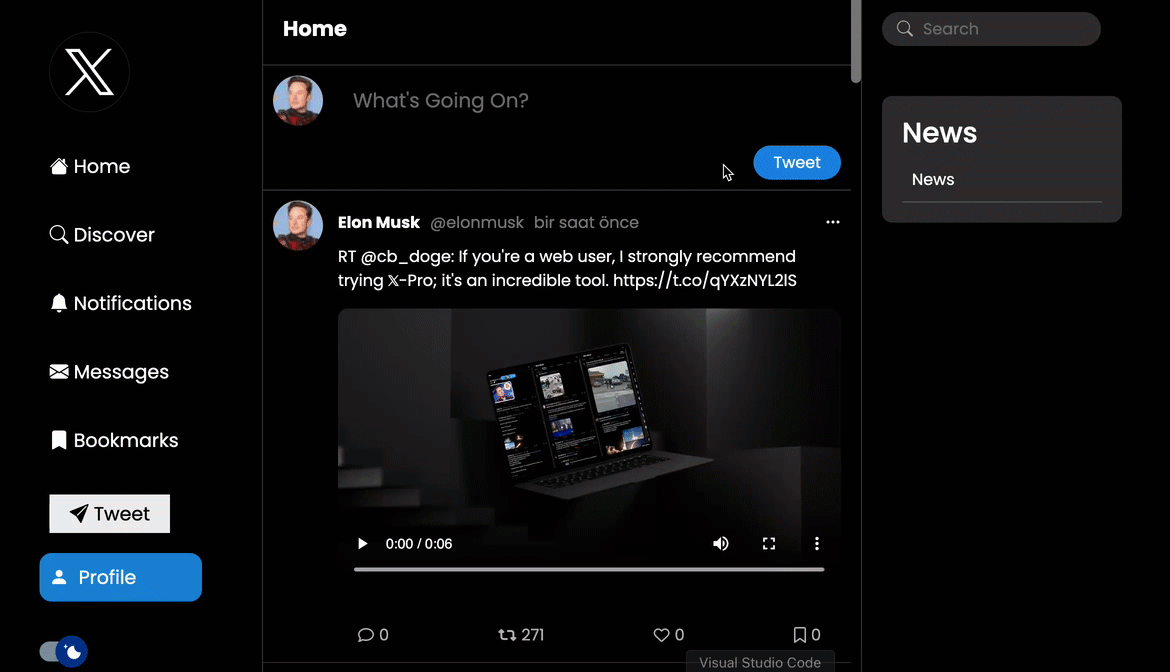 Home
Discover
Notifications
Messages
Bookmarks
Tweet
Profile
Home
What's Going On?
Tweet
Elon Musk @elonmusk bir saat önce
RT @cb_doge: If you're a web user, I strongly recommend
trying 𝕏-Pro; it's an incredible tool. https://t.co/qYXzNYL2lS
0:00 / 0:06
0 271 0 0
Visual Studio Code
Search
News
News